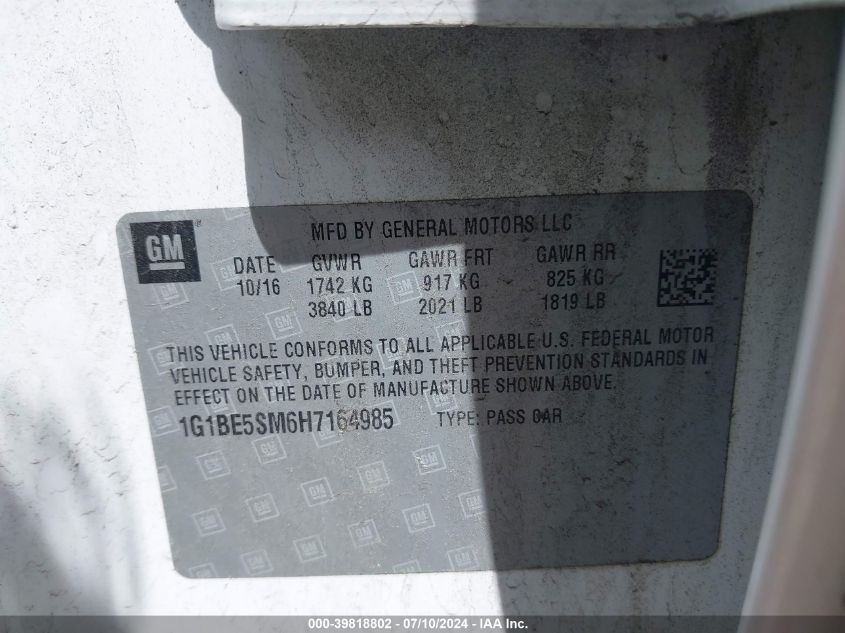 GM ®
MFD BY GENERAL MOTORS LLC
DATE GVWR GAWR FRT GAWR RR
10/16 1742 KG 917 KG 825 KG
3840 LB 2021 LB 1819 LB
THIS VEHICLE CONFORMS TO ALL APPLICABLE U.S. FEDERAL MOTOR
VEHICLE SAFETY, BUMPER, AND THEFT PREVENTION STANDARDS IN
EFFECT ON THE DATE OF MANUFACTURE SHOWN ABOVE.
1G1BE5SM6H7164985 TYPE: PASS CAR
000-39818802 - 07/10/2024 - IAAI.com